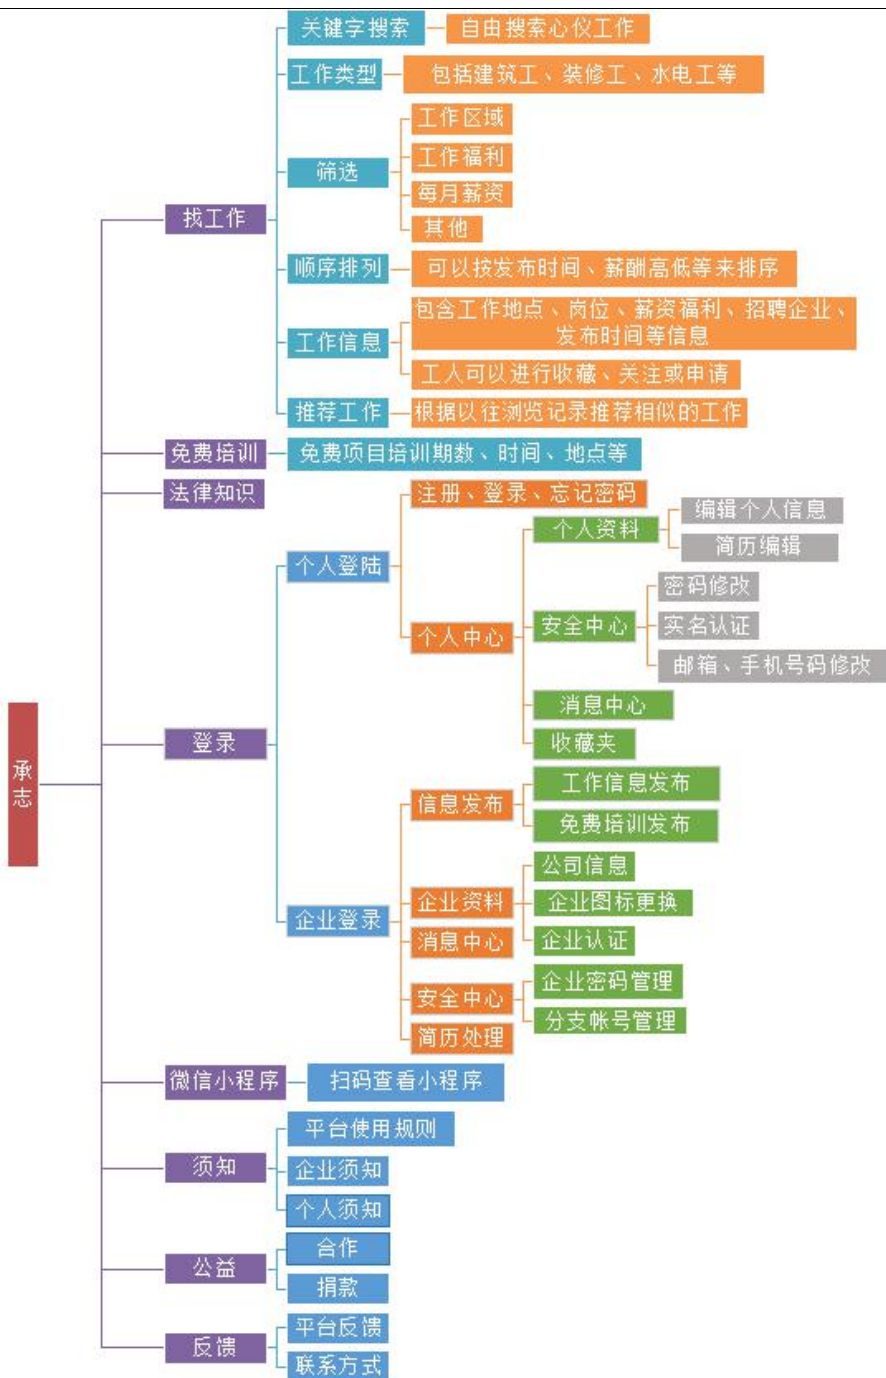 关键字搜索
自由搜索心仪工作
工作类型
包括建筑工、装修工、水电工等
工作区域
工作福利
筛选
每月薪资
其他
找工作
顺序排列
可以按发布时间、薪酬高低等来排序
包含工作地点、岗位、薪资福利、招聘企业、
发布时间等信息
工作信息
工人可以进行收藏、关注或申请
推荐工作
根据以往浏览记录推荐相似的工作
免费培训
免费项目培训期数、时间、地点等
法律知识
注册、登录、忘记密码
编辑个人信息
个人资料
简历编辑
个人登陆
密码修改
个人中心
安全中心
实名认证
邮箱、手机号码修改
消息中心
收藏夹
登录
承志
工作信息发布
信息发布
免费培训发布
公司信息
企业资料
企业图标更换
企业登录
消息中心
企业认证
企业密码管理
安全中心
分支帐号管理
简历处理
微信小程序
扫码查看小程序
平台使用规则
须知
企业须知
个人须知
合作
公益
捐款
平台反馈
反馈
联系方式